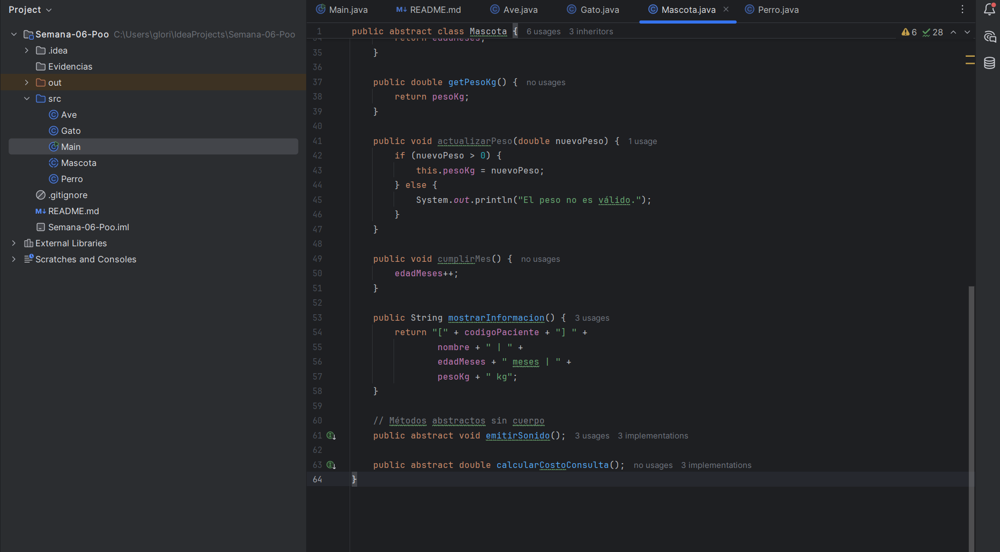 Project
Main.java
README.md
Ave.java
Gato.java
Mascota.java
Perro.java
Semana-06-Poo C:\Users\glori\IdeaProjects\Semana-06-Poo
.idea
Evidencias
out
src
Ave
Gato
Main
Mascota
Perro
.gitignore
README.md
Semana-06-Poo.iml
External Libraries
Scratches and Consoles
1 public abstract class Mascota { 6 usages 3 inheritors
6 28
34 return edadMeses;
35 }
36
37 public double getPesoKg() { no usages
38 return pesoKg;
39 }
40
41 public void actualizarPeso(double nuevoPeso) { 1 usage
42 if (nuevoPeso > 0) {
43 this.pesoKg = nuevoPeso;
44 } else {
45 System.out.println("El peso no es válido.");
46 }
47 }
48
49 public void cumplirMes() { no usages
50 edadMeses++;
51 }
52
53 public String mostrarInformacion() { 3 usages
54 return "[" + codigoPaciente + "] " +
55 nombre + " | " +
56 edadMeses + " meses | " +
57 pesoKg + " kg";
58 }
59
60 // Métodos abstractos sin cuerpo
61 public abstract void emitirSonido(); 3 usages 3 implementations
62
63 public abstract double calcularCostoConsulta(); no usages 3 implementations
64 }